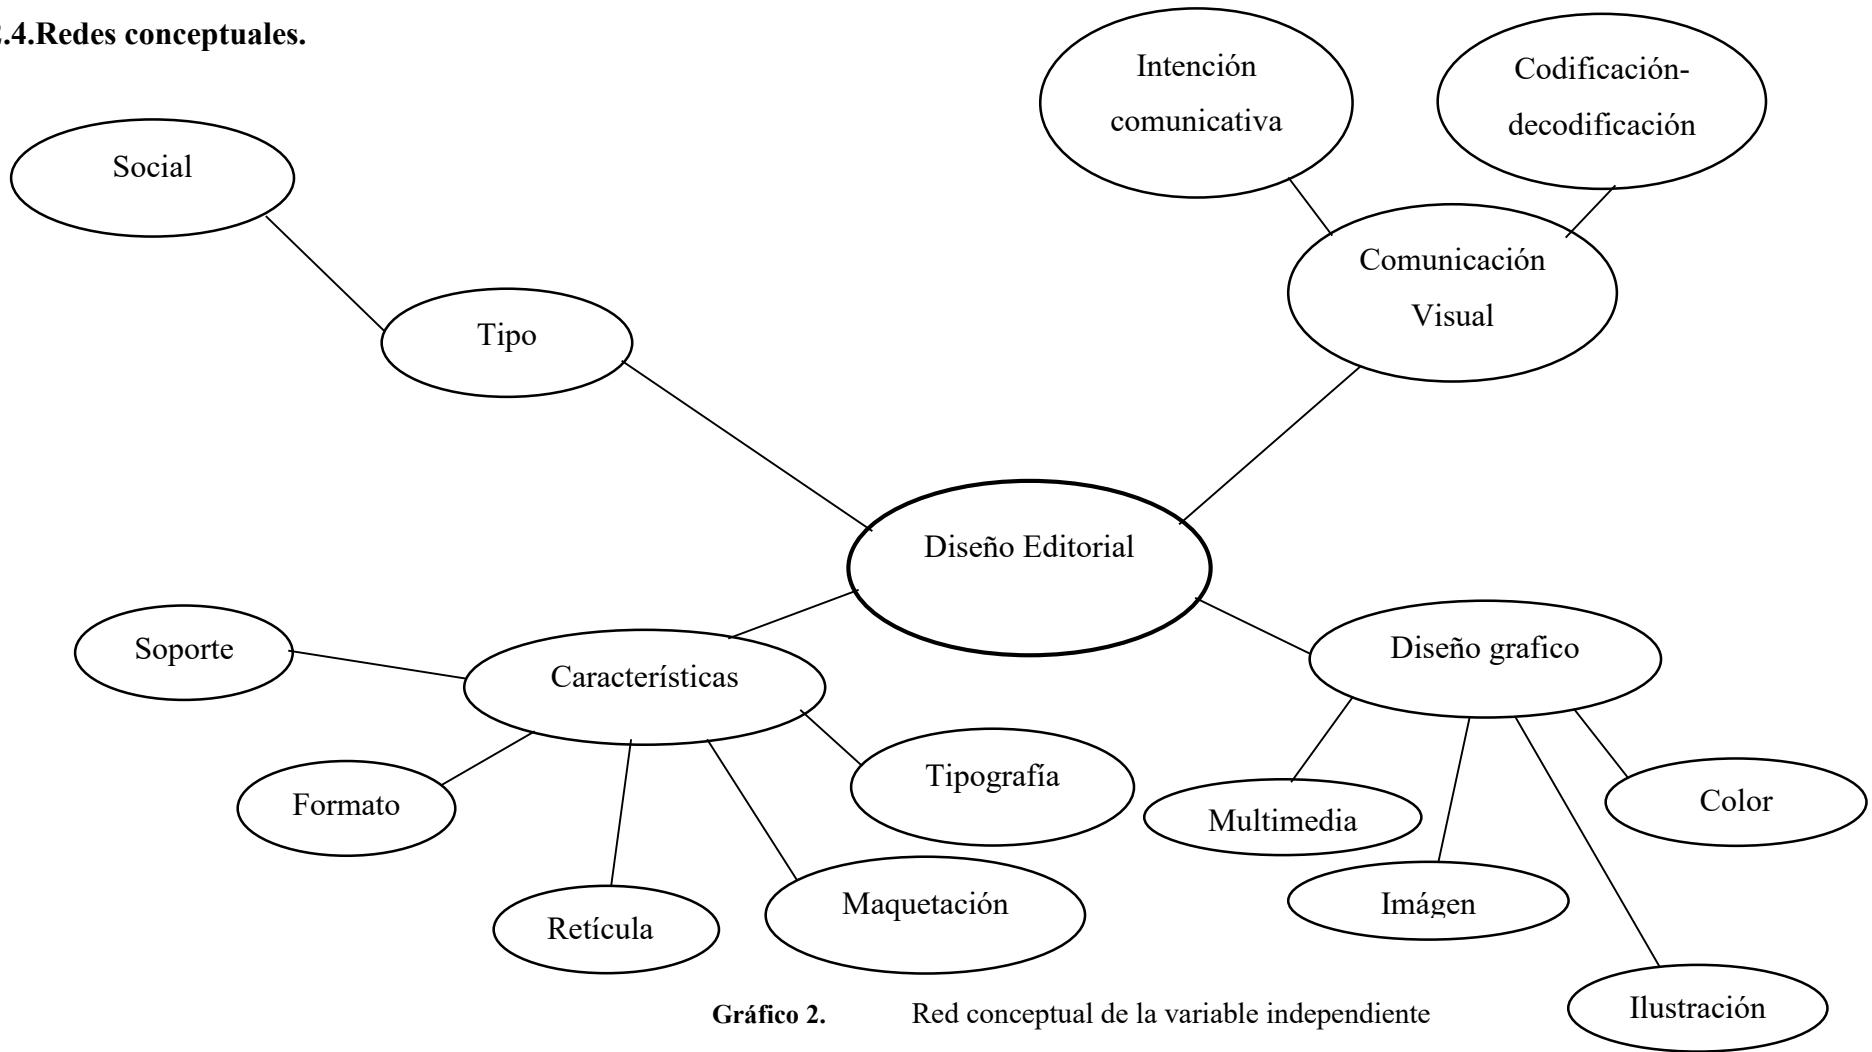 2.4.Redes conceptuales.
Intención
comunicativa
Codificación-
decodificación
Social
Comunicación
Visual
Tipo
Diseño Editorial
Soporte
Características
Diseño grafico
Formato
Tipografía
Multimedia
Color
Retícula
Maquetación
Imágen
Ilustración
Gráfico 2. Red conceptual de la variable independiente